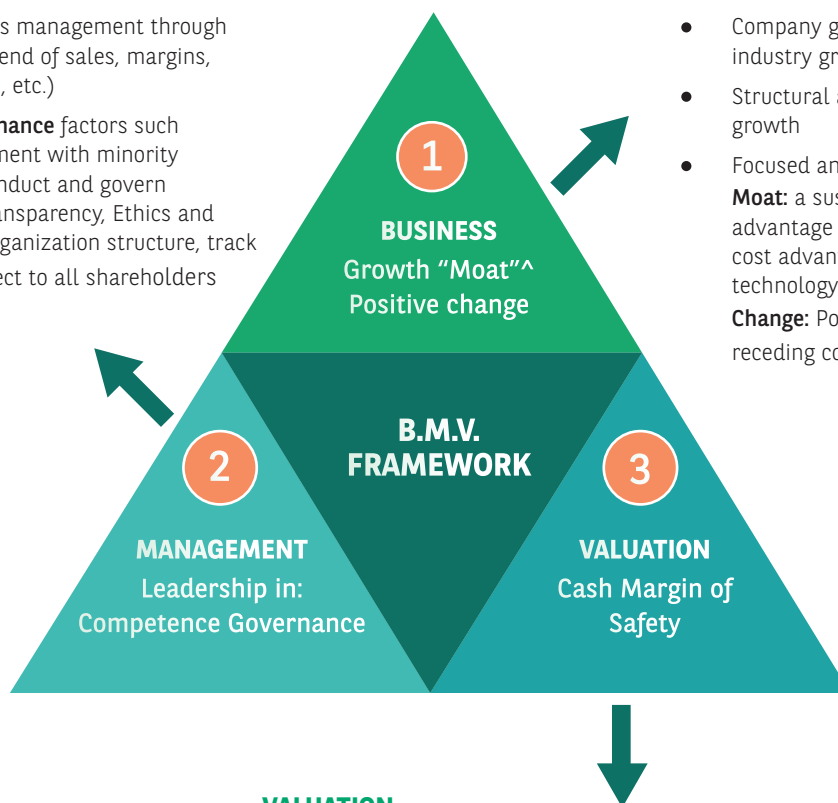 s management through
end of sales, margins,
, etc.)
nance factors such
ment with minority
nduct and govern
nsparency, Ethics and
ganization structure, track
ect to all shareholders
● Company g
industry gr
● Structural a
growth
● Focused an
Moat: a sus
advantage
cost advan
technology
Change: Po
receding co
1
BUSINESS
Growth "Moat"^
Positive change
B.M.V.
FRAMEWORK
2
MANAGEMENT
Leadership in:
Competence Governance
3
VALUATION
Cash Margin of
Safety
VALUATION